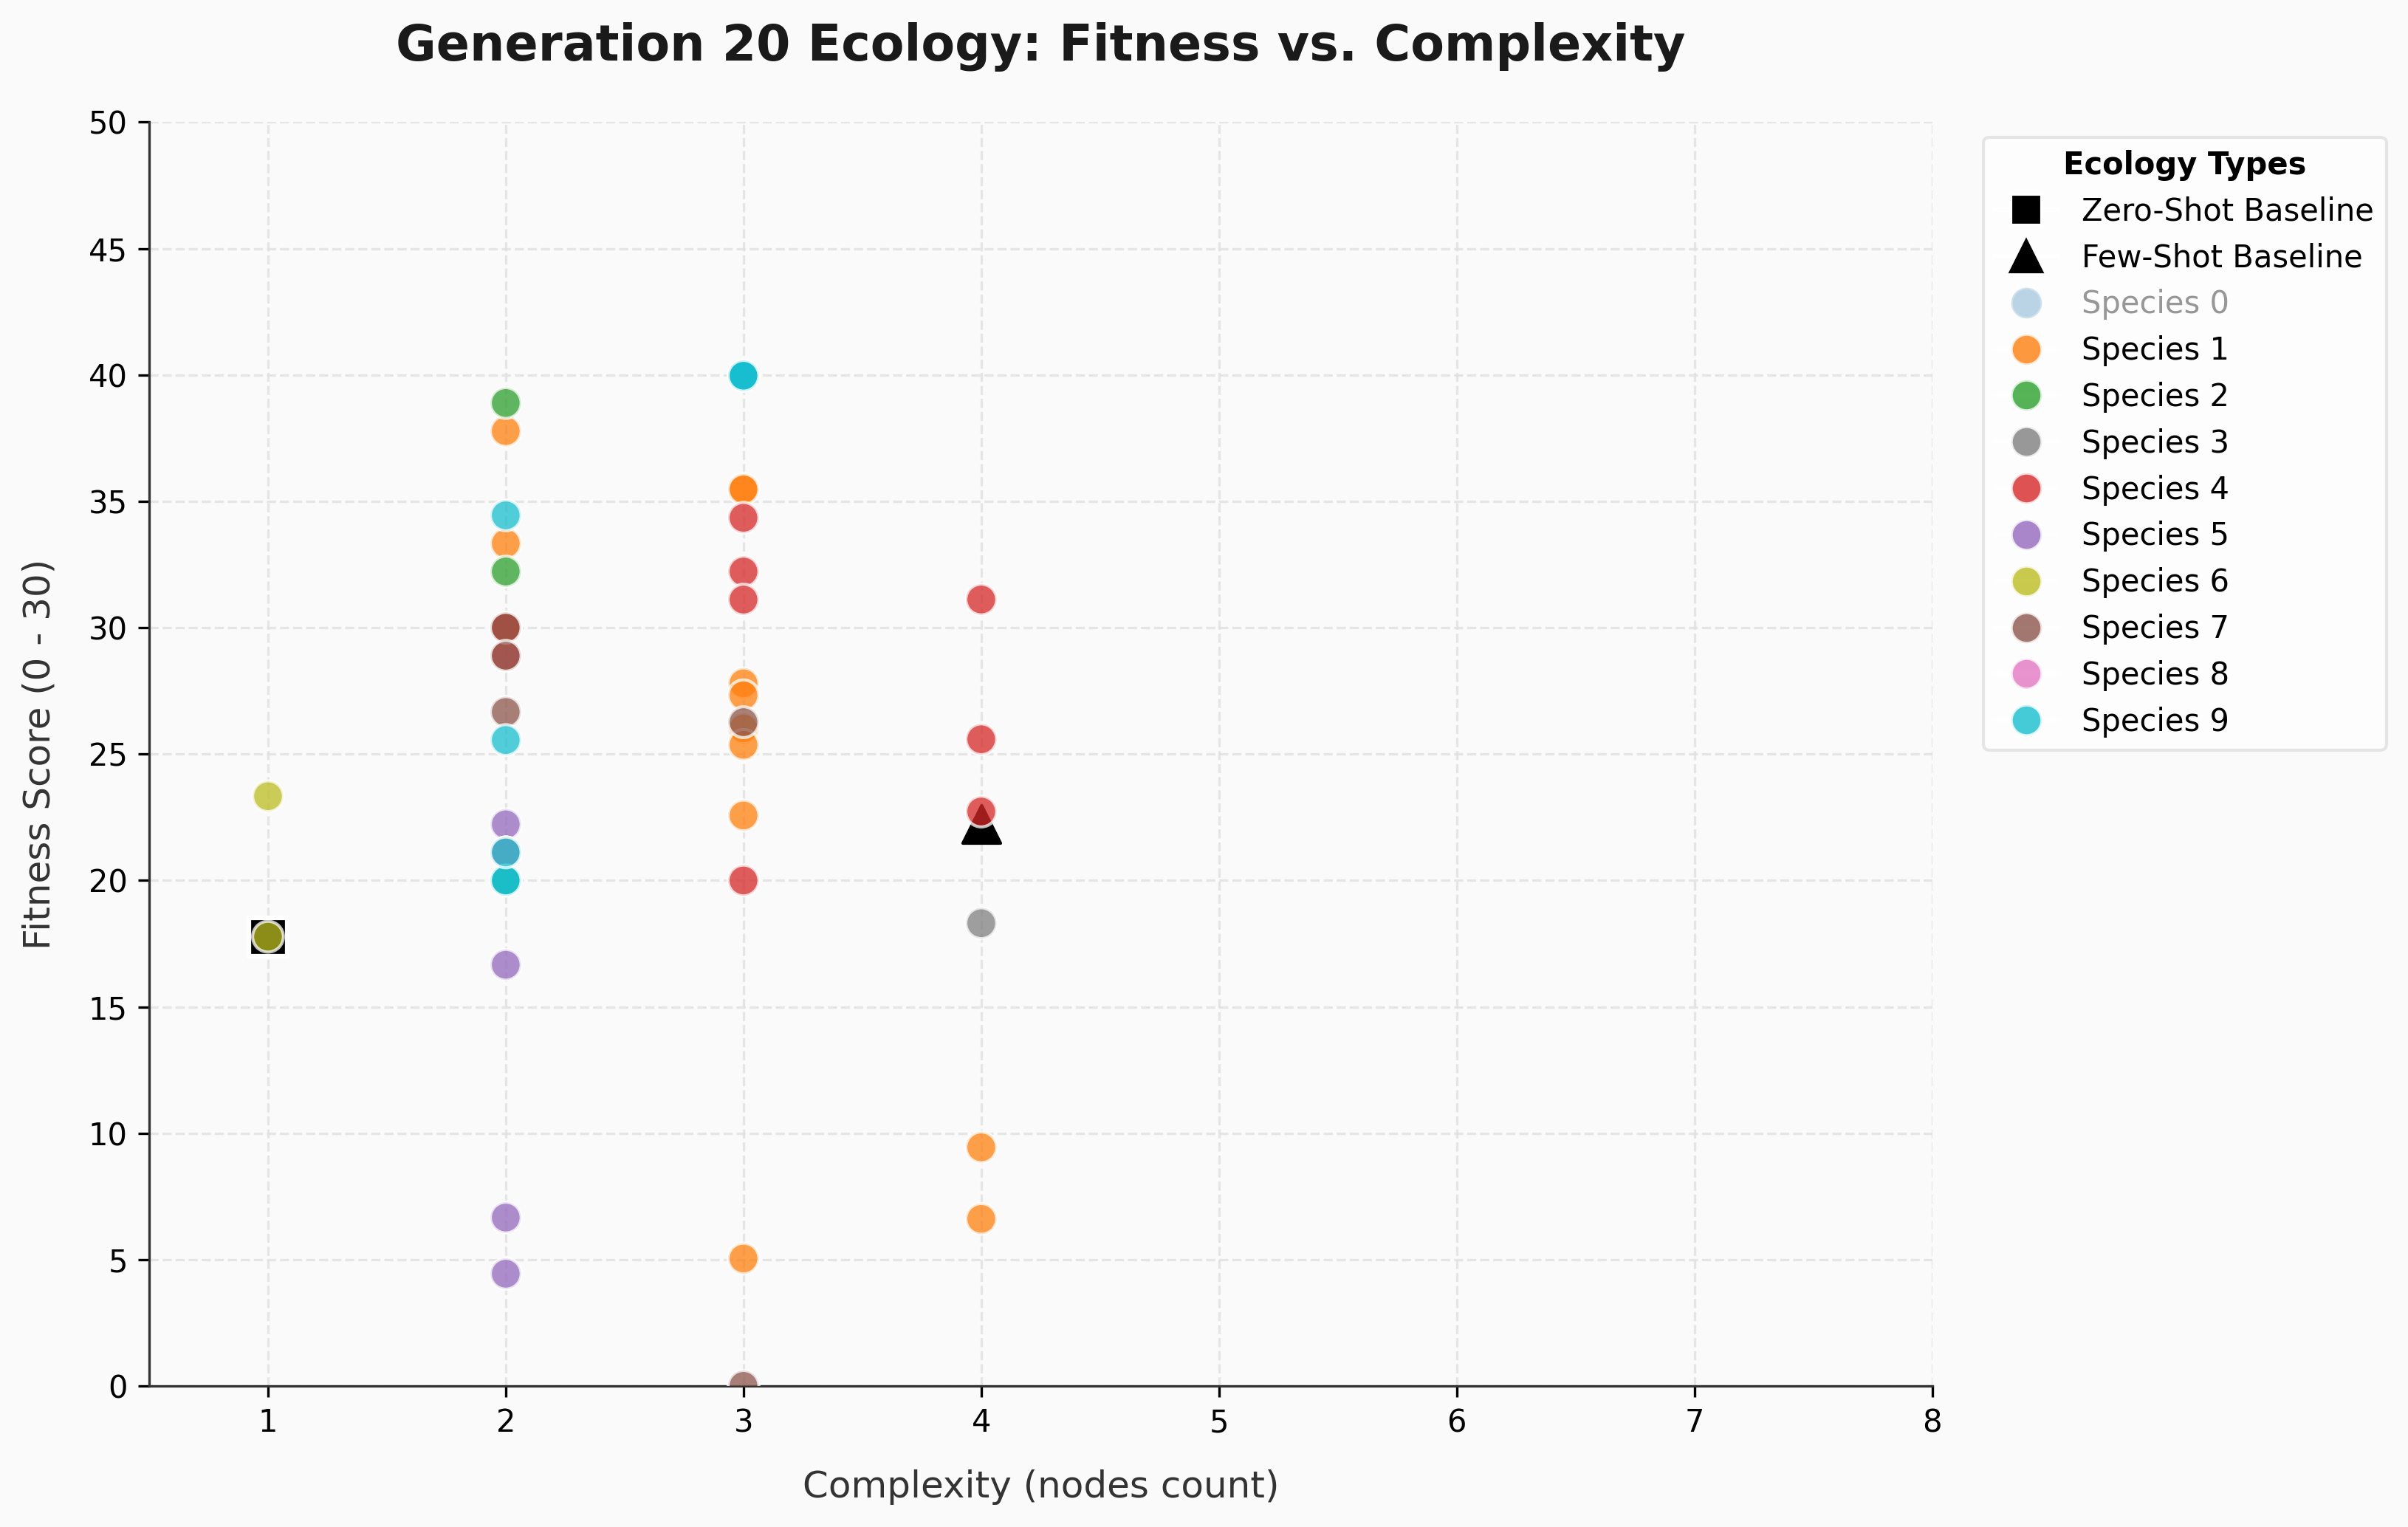 Generation 20 Ecology: Fitness vs. Complexity
50
45
40
35
30
25
20
15
10
5
0
Fitness Score (0 - 30)
1 2 3 4 5 6 7 8
Complexity (nodes count)
Ecology Types
Zero-Shot Baseline
Few-Shot Baseline
Species 0
Species 1
Species 2
Species 3
Species 4
Species 5
Species 6
Species 7
Species 8
Species 9